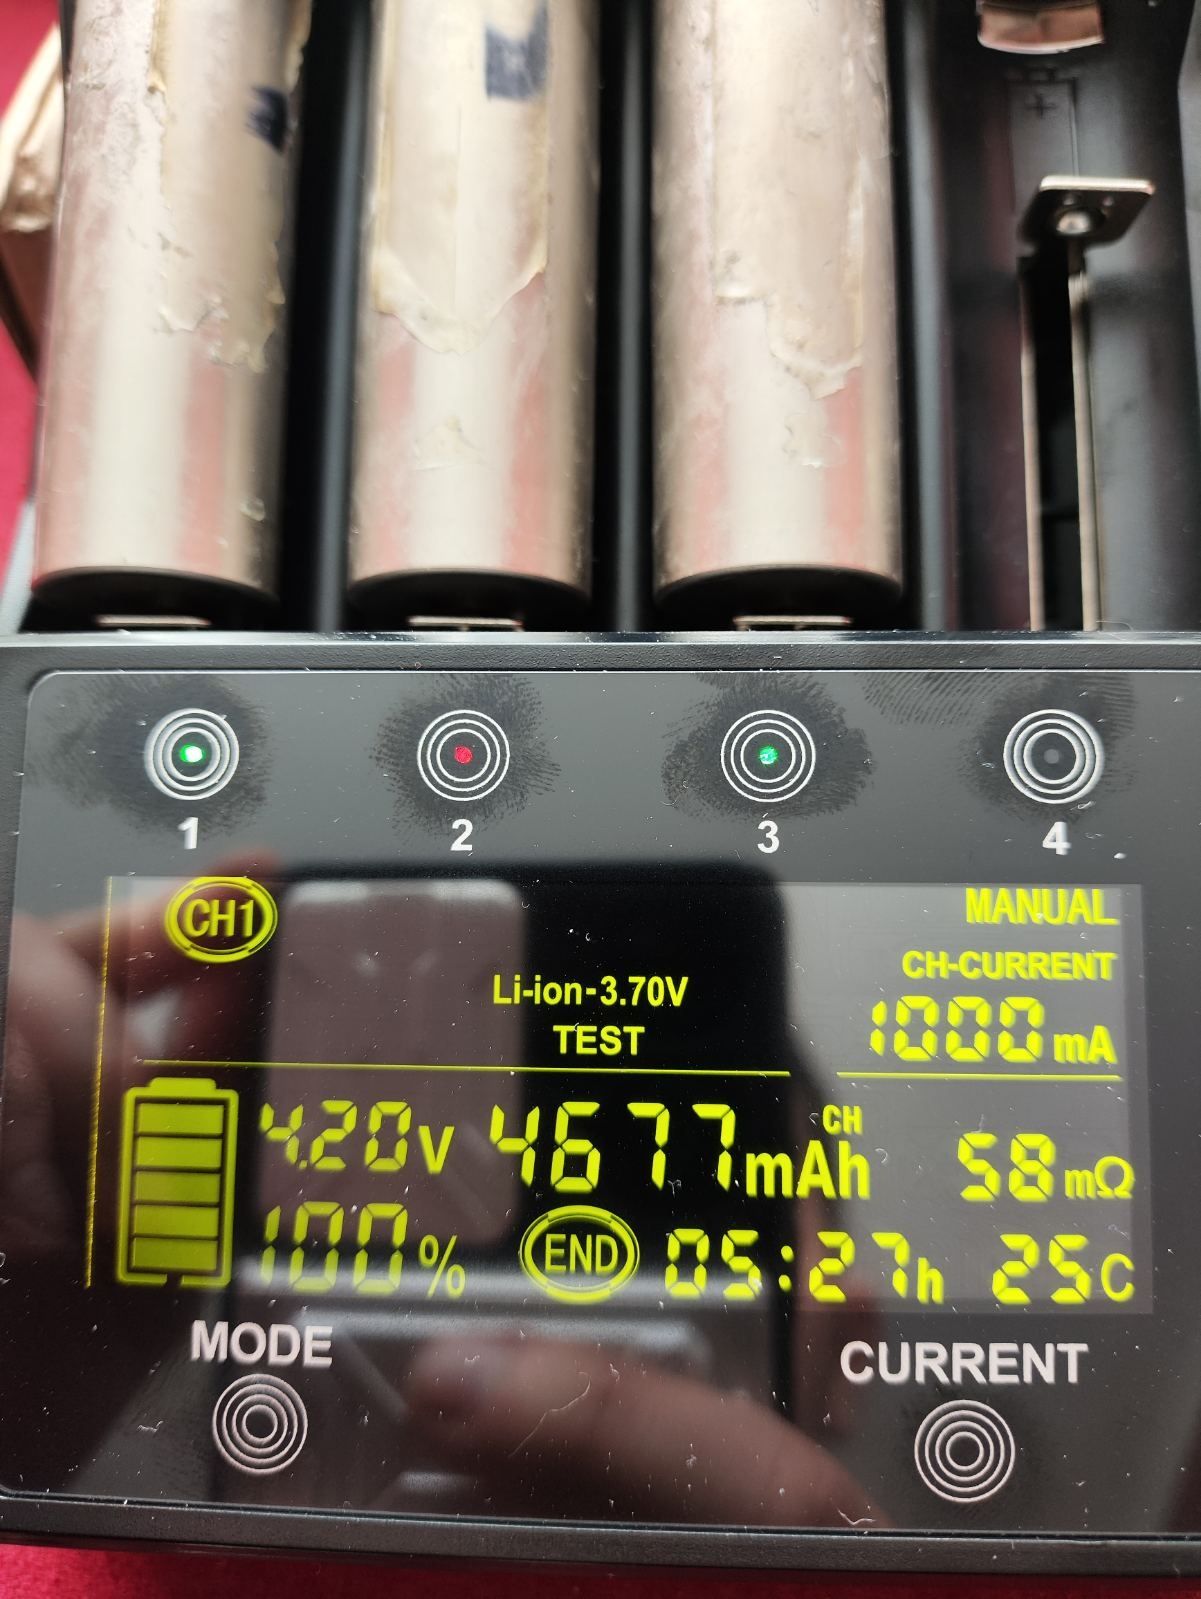 +
1
2
3
4
CH1
MANUAL
CH-CURRENT
Li-ion-3.70V
1000mA
TEST
CH
4.20V 4677mAh 58mΩ
100% END 05:27h 25C
MODE
CURRENT